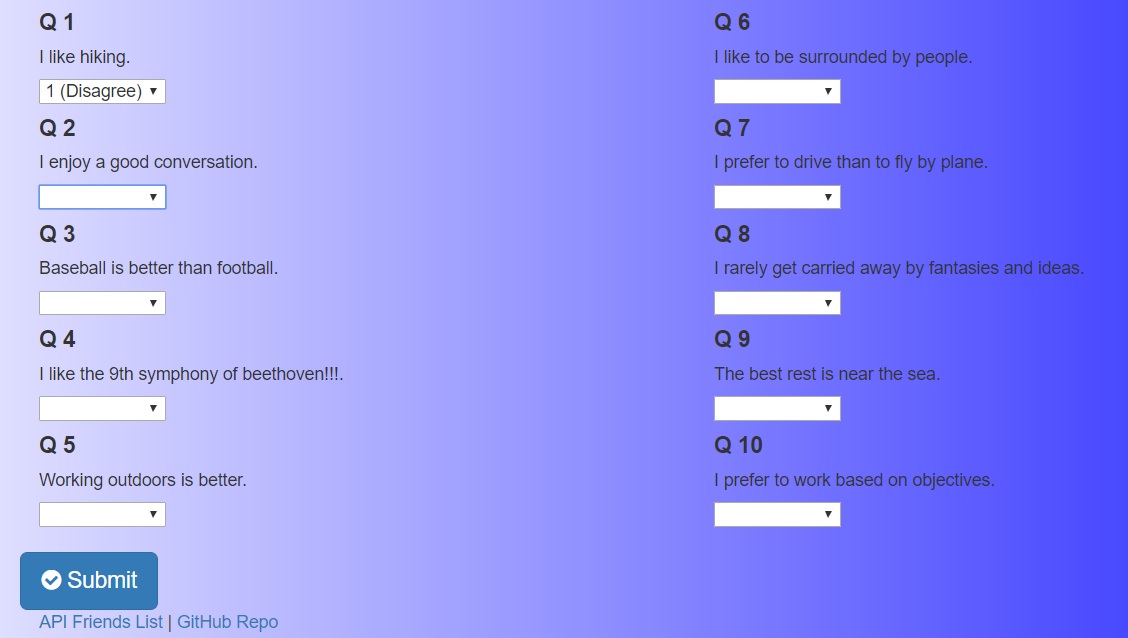 Q 1
I like hiking.
1 (Disagree)
Q 2
I enjoy a good conversation.
Q 3
Baseball is better than football.
Q 4
I like the 9th symphony of beethoven!!!.
Q 5
Working outdoors is better.
Q 6
I like to be surrounded by people.
Q 7
I prefer to drive than to fly by plane.
Q 8
I rarely get carried away by fantasies and ideas.
Q 9
The best rest is near the sea.
Q 10
I prefer to work based on objectives.
Submit
API Friends List | GitHub Repo